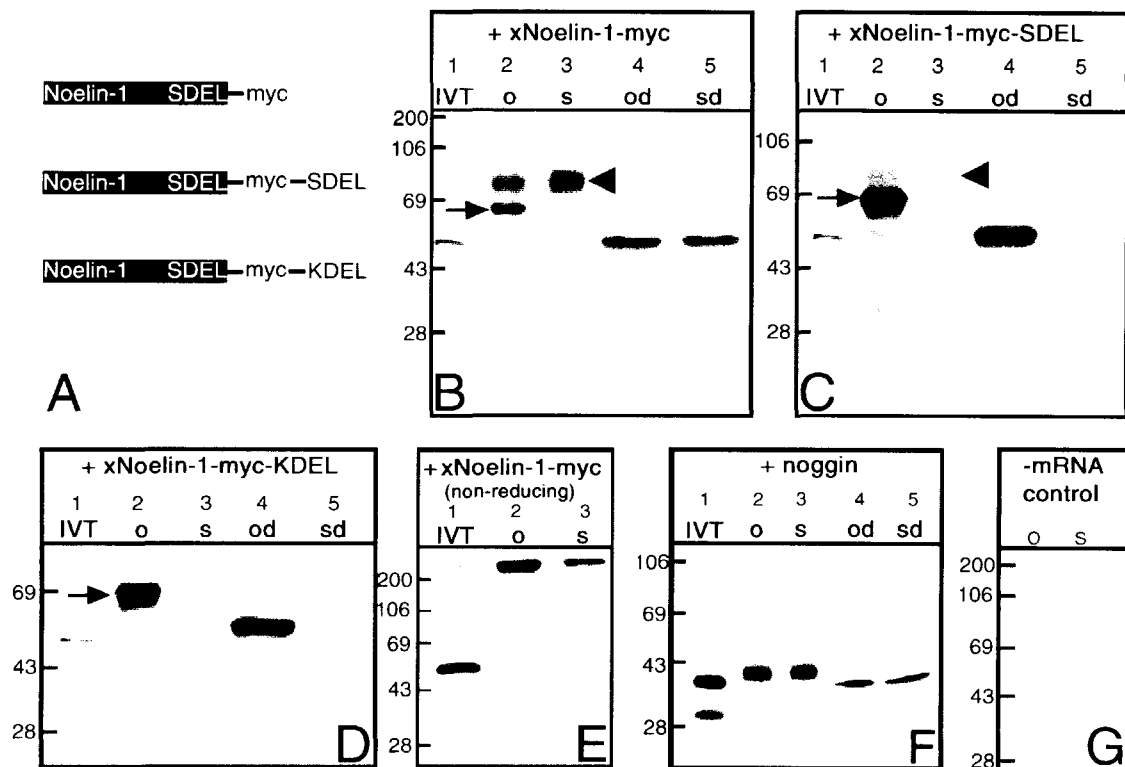 Noelin-1 SDEL myc
Noelin-1 SDEL myc SDEL
Noelin-1 SDEL myc KDEL
A
+ xNoelin-1-myc
1 2 3 4 5
IVT o s od sd
200
106
69
43
28
B
+ xNoelin-1-myc-SDEL
1 2 3 4 5
IVT o s od sd
106
69
43
28
C
+ xNoelin-1-myc-KDEL
1 2 3 4 5
IVT o s od sd
69
43
28
D
+ xNoelin-1-myc
(non-reducing)
1 2 3
IVT o s
200
106
69
43
28
E
+ noggin
1 2 3 4 5
IVT o s od sd
106
69
43
28
F
-mRNA
control
o s
200
106
69
43
28
G